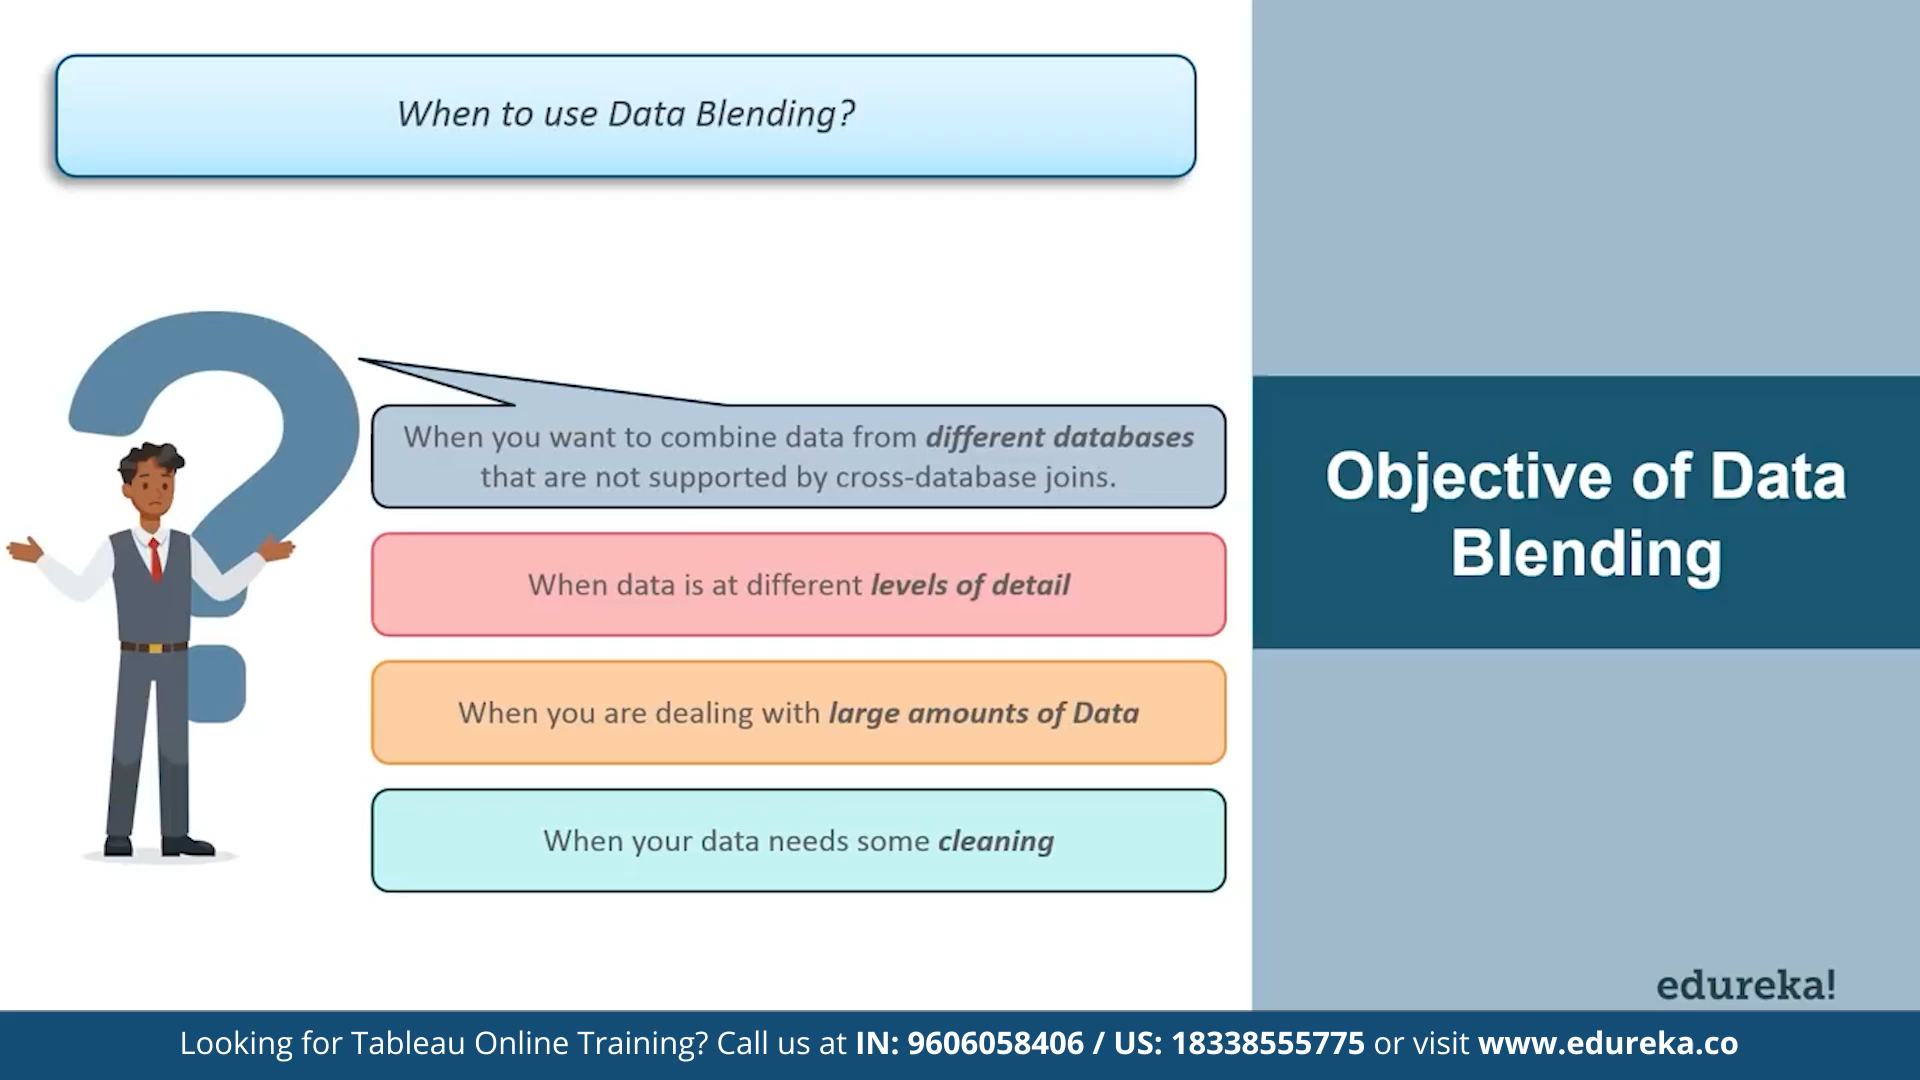 When to use Data Blending?
When you want to combine data from different databases
that are not supported by cross-database joins.
When data is at different levels of detail
When you are dealing with large amounts of Data
When your data needs some cleaning
Objective of Data
Blending
edureka!
Looking for Tableau Online Training? Call us at IN: 9606058406 / US: 18338555775 or visit www.edureka.co